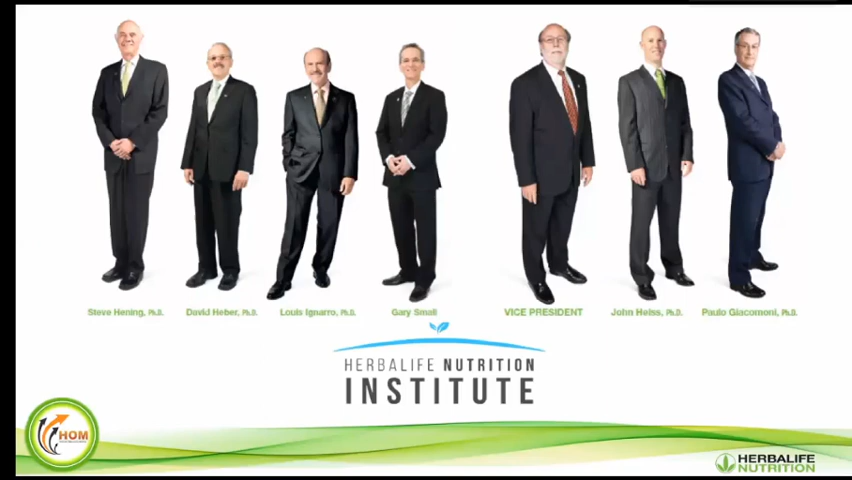 Steve Hening, Ph.D.
David Heber, Ph.D.
Louis Ignarro, Ph.D.
Gary Small
VICE PRESIDENT
John Heiss, Ph.D.
Paulo Giacomoni, Ph.D.
HERBALIFE NUTRITION
INSTITUTE
HOM
HERBALIFE
NUTRITION